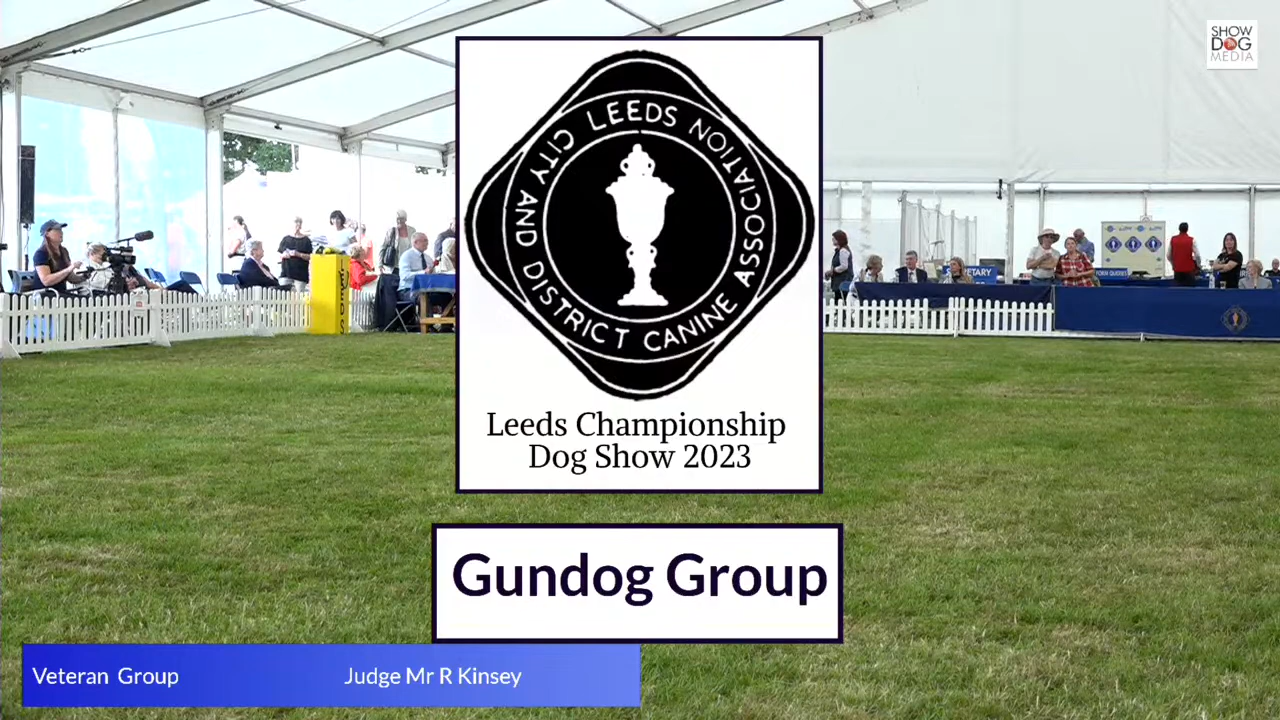 SHOW
DOG
MEDIA
LEEDS
CITY AND DISTRICT CANINE ASSOCIATION
Leeds Championship
Dog Show 2023
SECRETARY
Gundog Group
Veteran Group
Judge Mr R Kinsey